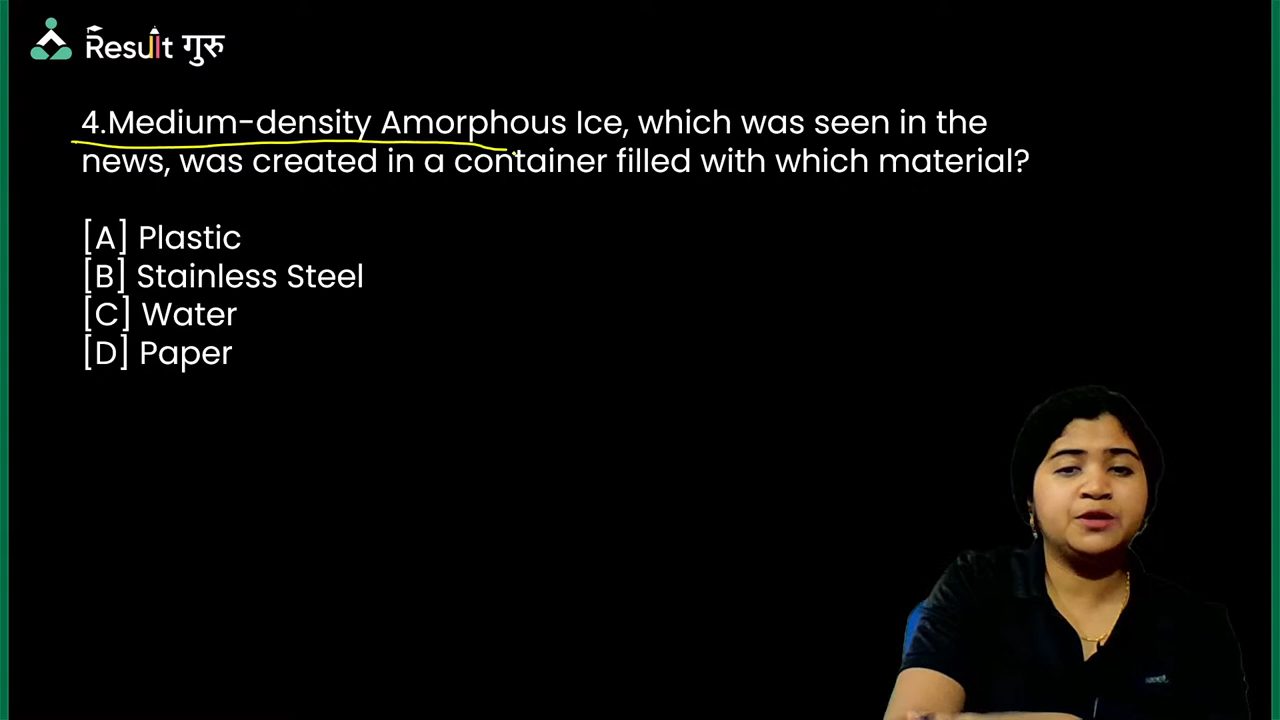 Result गुरु
4.Medium-density Amorphous Ice, which was seen in the
news, was created in a container filled with which material?
[A] Plastic
[B] Stainless Steel
[C] Water
[D] Paper